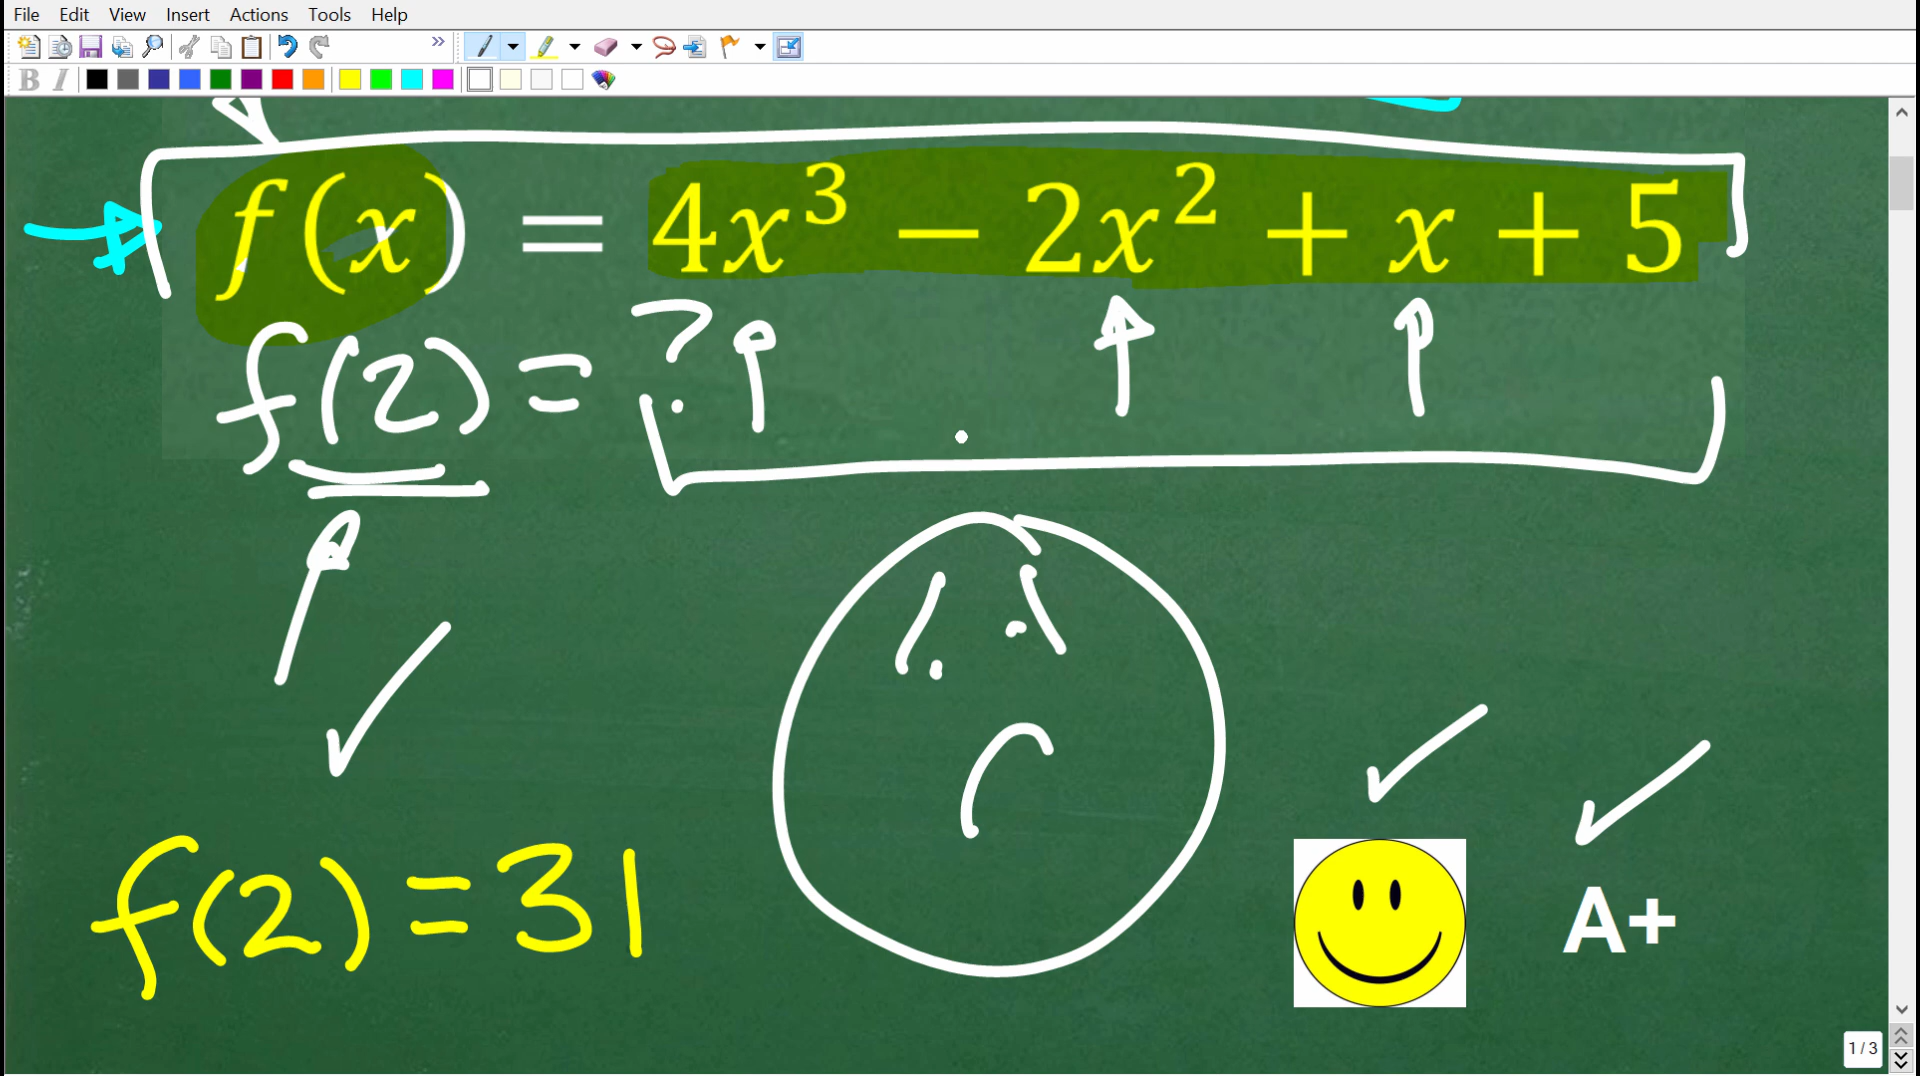 File Edit View Insert Actions Tools Help
B I
f(x) = 4x³ − 2x² + x + 5
f(2) = ?
f(2) = 31
A+
1 / 3